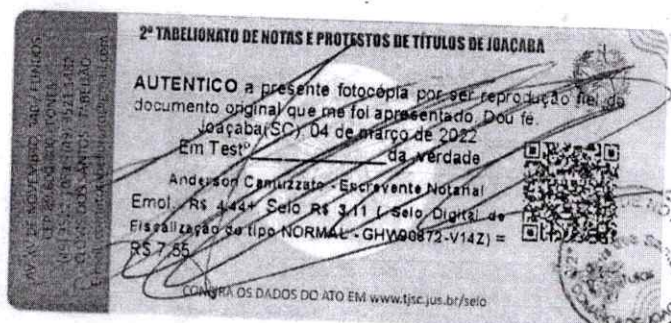 2º TABELIONATO DE NOTAS E PROTESTOS DE TÍTULOS DE JOAÇABA
AUTENTICO a presente fotocópia por ser reprodução fiel do
documento original que me foi apresentado. Dou fé.
Joaçaba(SC), 04 de março de 2022
Em Testº ______________ da verdade
Anderson Camuzzato - Escrevente Notarial
Emol. R$ 4,44+ Selo R$ 3,11 ( Selo Digital de
Fiscalização do tipo NORMAL - GHW90872-V14Z) =
R$ 7,55
CONFIRA OS DADOS DO ATO EM www.tjsc.jus.br/selo